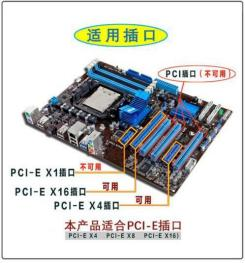 适用插口
PCI插口(不可用)
不可用
PCI-E X1插口
可用
PCI-E X16插口
可用
PCI-E X4插口
本产品适合PCI-E插口
PCI-E X4 PCI-E X8 PCI-E X16)